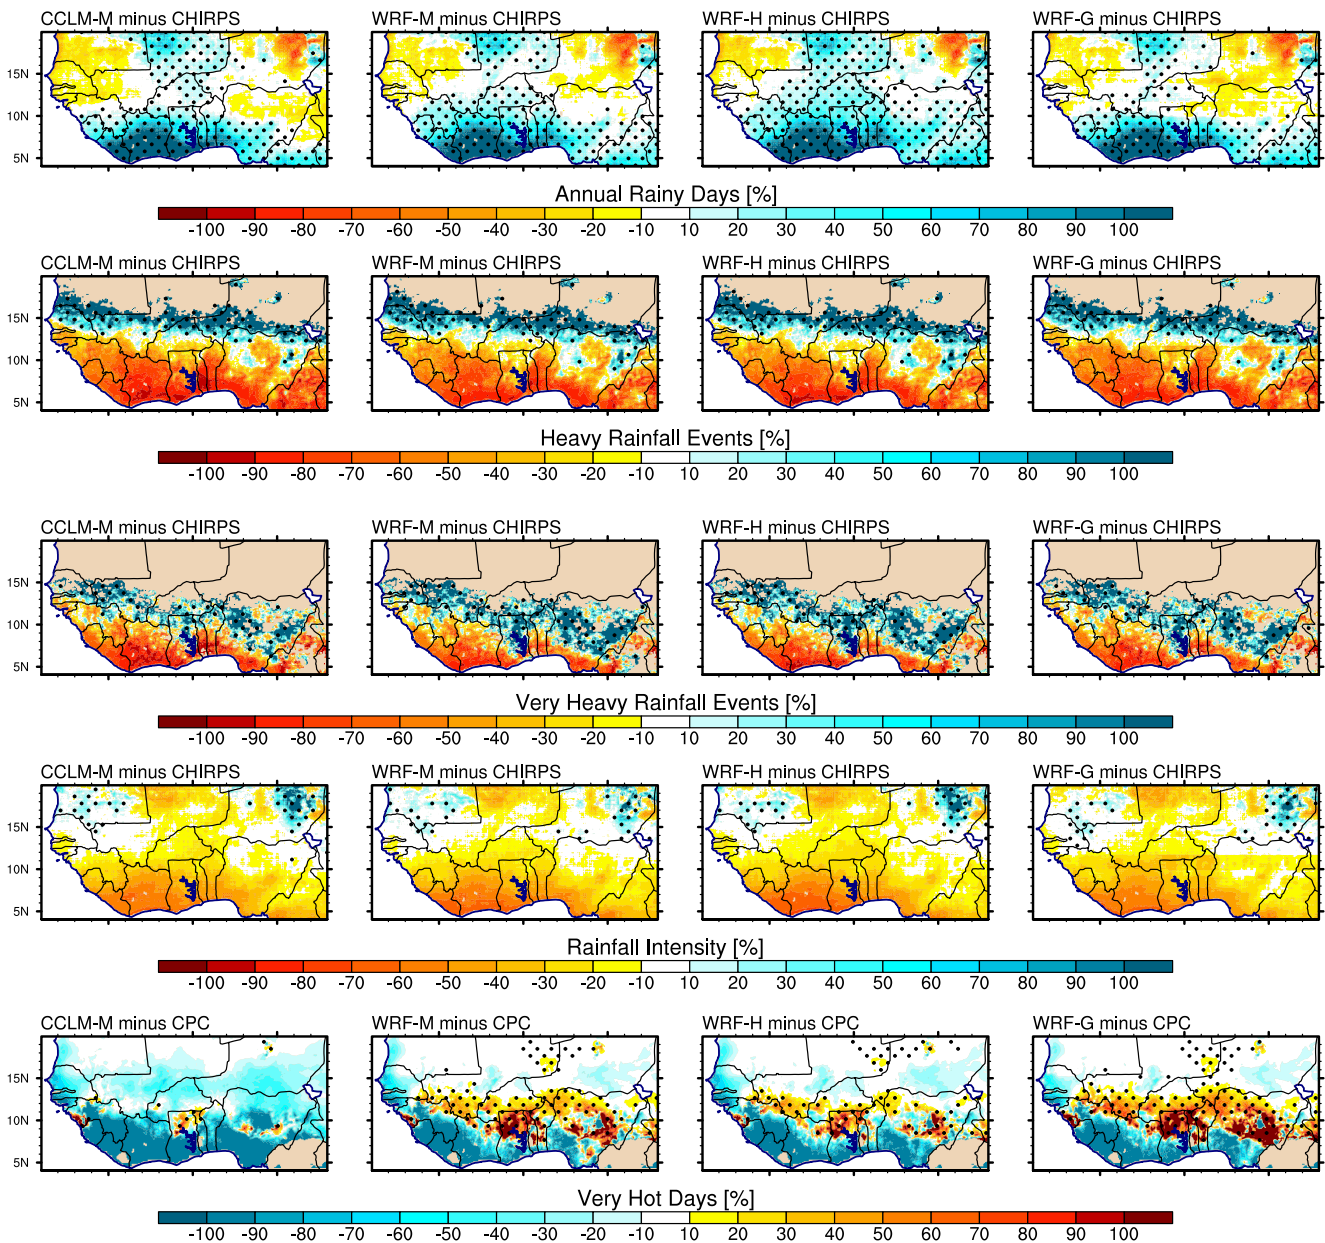 CCLM-M minus CHIRPS WRF-M minus CHIRPS WRF-H minus CHIRPS WRF-G minus CHIRPS
15N
10N
5N
Annual Rainy Days [%]
-100 -90 -80 -70 -60 -50 -40 -30 -20 -10 10 20 30 40 50 60 70 80 90 100
CCLM-M minus CHIRPS WRF-M minus CHIRPS WRF-H minus CHIRPS WRF-G minus CHIRPS
15N
10N
5N
Heavy Rainfall Events [%]
-100 -90 -80 -70 -60 -50 -40 -30 -20 -10 10 20 30 40 50 60 70 80 90 100
CCLM-M minus CHIRPS WRF-M minus CHIRPS WRF-H minus CHIRPS WRF-G minus CHIRPS
15N
10N
5N
Very Heavy Rainfall Events [%]
-100 -90 -80 -70 -60 -50 -40 -30 -20 -10 10 20 30 40 50 60 70 80 90 100
CCLM-M minus CHIRPS WRF-M minus CHIRPS WRF-H minus CHIRPS WRF-G minus CHIRPS
15N
10N
5N
Rainfall Intensity [%]
-100 -90 -80 -70 -60 -50 -40 -30 -20 -10 10 20 30 40 50 60 70 80 90 100
CCLM-M minus CPC WRF-M minus CPC WRF-H minus CPC WRF-G minus CPC
15N
10N
5N
Very Hot Days [%]
-100 -90 -80 -70 -60 -50 -40 -30 -20 -10 10 20 30 40 50 60 70 80 90 100